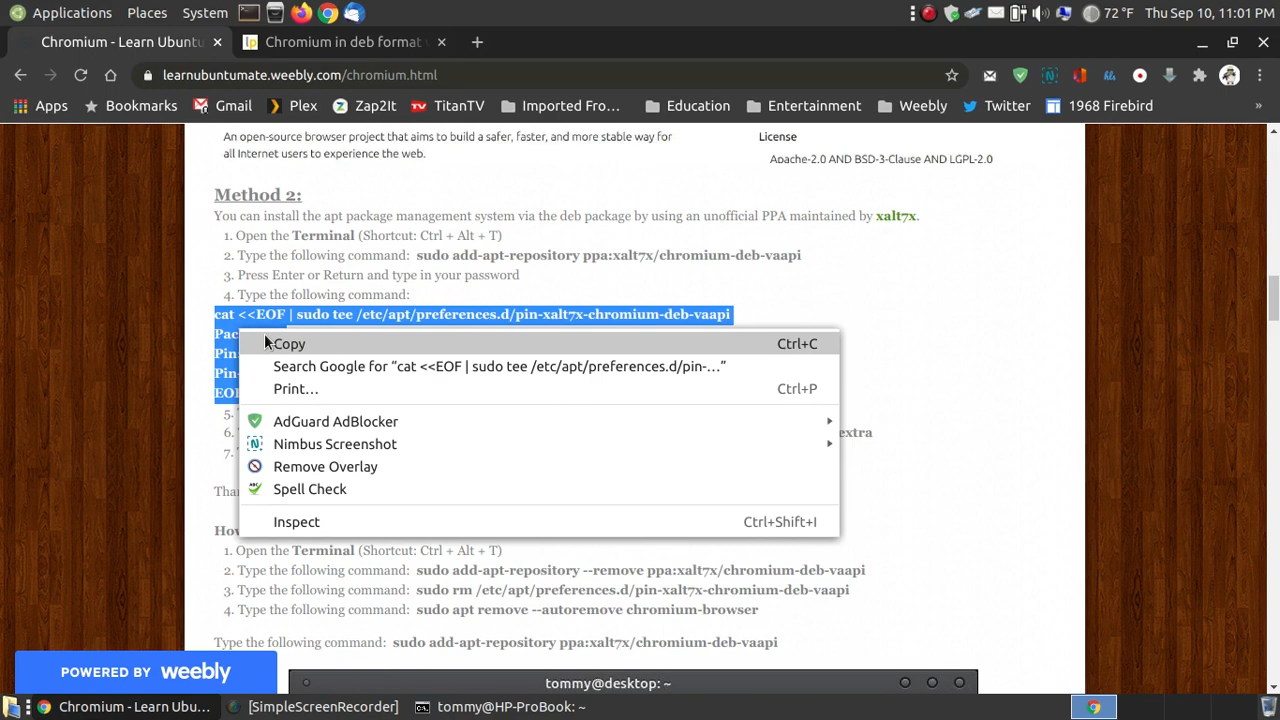 Applications Places System 72 °F Thu Sep 10, 11:01 PM
Chromium - Learn Ubuntu Chromium in deb format
learnubuntumate.weebly.com/chromium.html
Apps Bookmarks Gmail Plex Zap2It TitanTV Imported Fro... Education Entertainment Weebly Twitter 1968 Firebird »
An open-source browser project that aims to build a safer, faster, and more stable way for
all Internet users to experience the web.
License
Apache-2.0 AND BSD-3-Clause AND LGPL-2.0
Method 2:
You can install the apt package management system via the deb package by using an unofficial PPA maintained by xalt7x.
1. Open the Terminal (Shortcut: Ctrl + Alt + T)
2. Type the following command: sudo add-apt-repository ppa:xalt7x/chromium-deb-vaapi
3. Press Enter or Return and type in your password
4. Type the following command:
cat <<EOF | sudo tee /etc/apt/preferences.d/pin-xalt7x-chromium-deb-vaapi
Pac
Pin
Pin-
EOF
5.
6. extra
7.
Copy Ctrl+C
Search Google for “cat <<EOF | sudo tee /etc/apt/preferences.d/pin-...”
Print... Ctrl+P
AdGuard AdBlocker
Nimbus Screenshot
Remove Overlay
Spell Check
Inspect Ctrl+Shift+I
Than
How
1. Open the Terminal (Shortcut: Ctrl + Alt + T)
2. Type the following command: sudo add-apt-repository --remove ppa:xalt7x/chromium-deb-vaapi
3. Type the following command: sudo rm /etc/apt/preferences.d/pin-xalt7x-chromium-deb-vaapi
4. Type the following command: sudo apt remove --autoremove chromium-browser
Type the following command: sudo add-apt-repository ppa:xalt7x/chromium-deb-vaapi
POWERED BY weebly
tommy@desktop: ~
Chromium - Learn Ubu... [SimpleScreenRecorder] tommy@HP-ProBook: ~